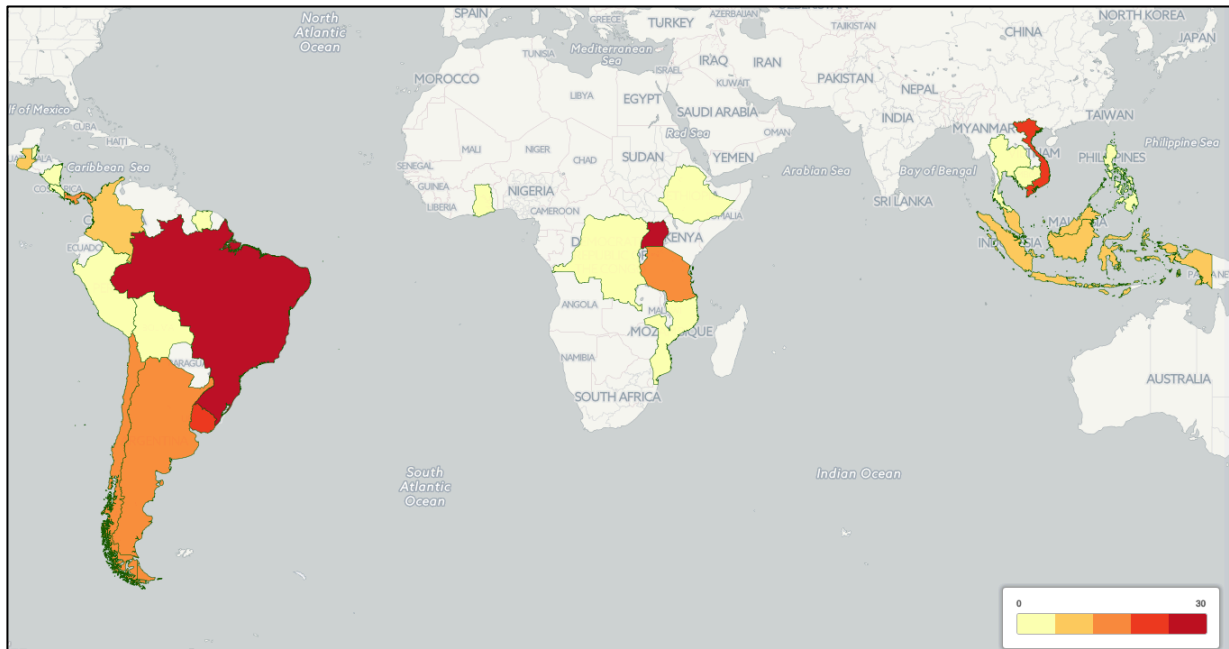 North
Atlantic
Ocean
SPAIN
GREECE
TURKEY
AZERBAIJAN
TAJIKISTAN
CHINA
NORTH KOREA
JAPAN
Mediterranean
Sea
TUNISIA
MOROCCO
ISRAEL
IRAQ
IRAN
KUWAIT
PAKISTAN
NEPAL
LIBYA
EGYPT
SAUDI ARABIA
OMAN
INDIA
TAIWAN
Gulf of Mexico
CUBA
HAITI
Caribbean Sea
Red Sea
MYANMAR
Philippine Sea
SENEGAL
MALI
NIGER
CHAD
SUDAN
YEMEN
Arabian Sea
Bay of Bengal
PHILIPPINES
GUINEA
LIBERIA
NIGERIA
CAMEROON
SRI LANKA
KENYA
ANGOLA
NAMIBIA
SOUTH AFRICA
AUSTRALIA
South
Atlantic
Ocean
Indian Ocean
0 30